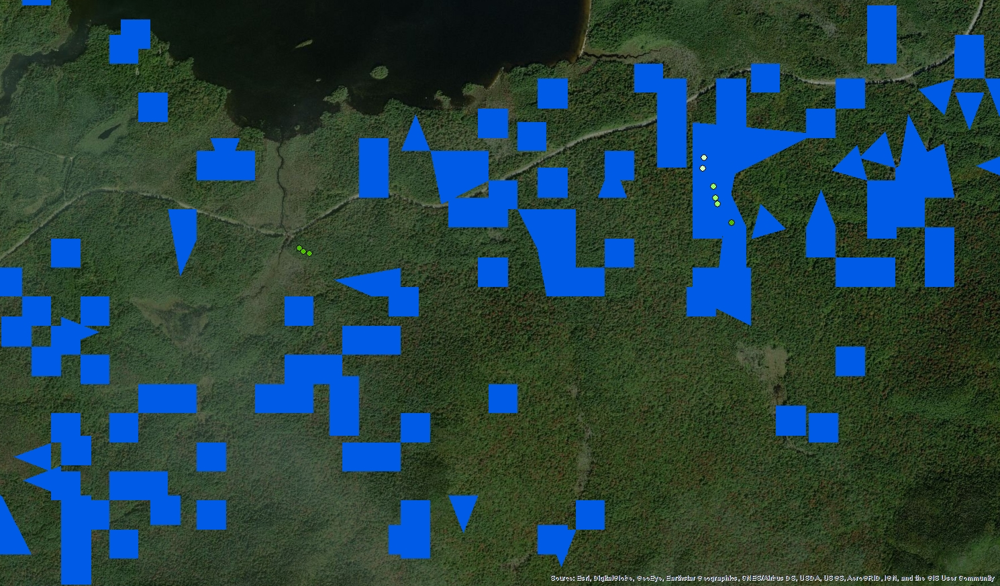 Source: Esri, DigitalGlobe, GeoEye, Earthstar Geographics, CNES/Airbus DS, USDA, USGS, AeroGRID, IGN, and the GIS User Community